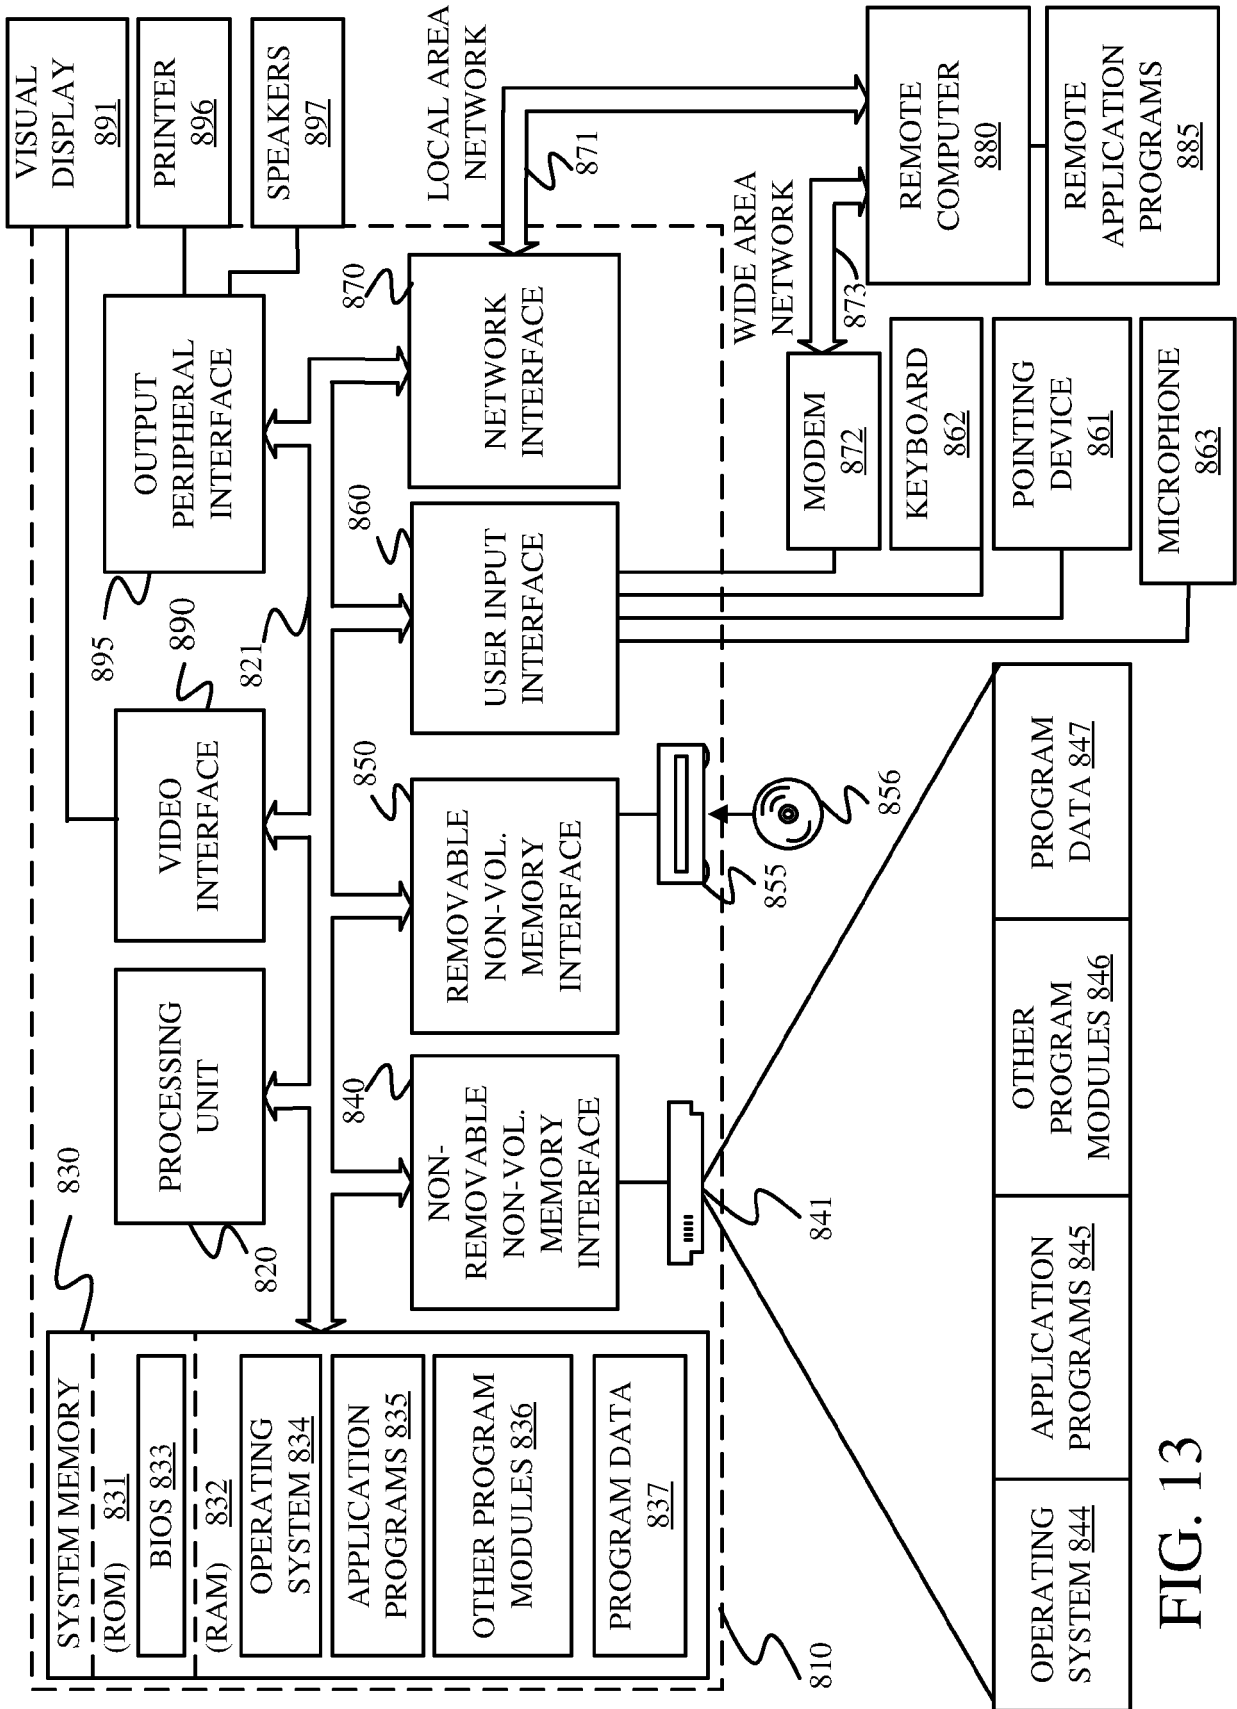 SYSTEM MEMORY
(ROM) 831
BIOS 833
(RAM) 832
OPERATING
SYSTEM 834
APPLICATION
PROGRAMS 835
OTHER PROGRAM
MODULES 836
PROGRAM DATA
837
830
820
PROCESSING
UNIT
VIDEO
INTERFACE
890
895
OUTPUT
PERIPHERAL
INTERFACE
821
VISUAL
DISPLAY
891
PRINTER
896
SPEAKERS
897
840
NON-
REMOVABLE
NON-VOL.
MEMORY
INTERFACE
850
REMOVABLE
NON-VOL.
MEMORY
INTERFACE
860
USER INPUT
INTERFACE
870
NETWORK
INTERFACE
LOCAL AREA
NETWORK
871
810
841
855
856
WIDE AREA
NETWORK
873
MODEM
872
KEYBOARD
862
POINTING
DEVICE
861
MICROPHONE
863
REMOTE
COMPUTER
880
REMOTE
APPLICATION
PROGRAMS
885
OPERATING
SYSTEM 844
APPLICATION
PROGRAMS 845
OTHER
PROGRAM
MODULES 846
PROGRAM
DATA 847
FIG. 13